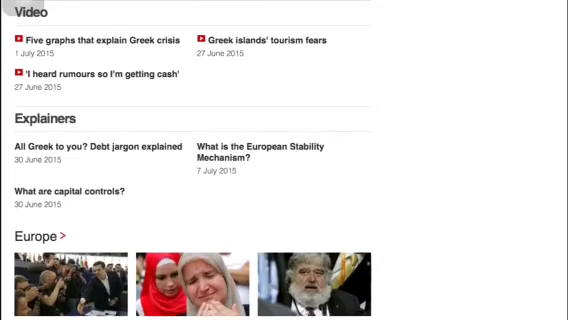 Video
Five graphs that explain Greek crisis
1 July 2015
Greek islands' tourism fears
27 June 2015
'I heard rumours so I'm getting cash'
27 June 2015
Explainers
All Greek to you? Debt jargon explained
30 June 2015
What is the European Stability
Mechanism?
7 July 2015
What are capital controls?
30 June 2015
Europe >